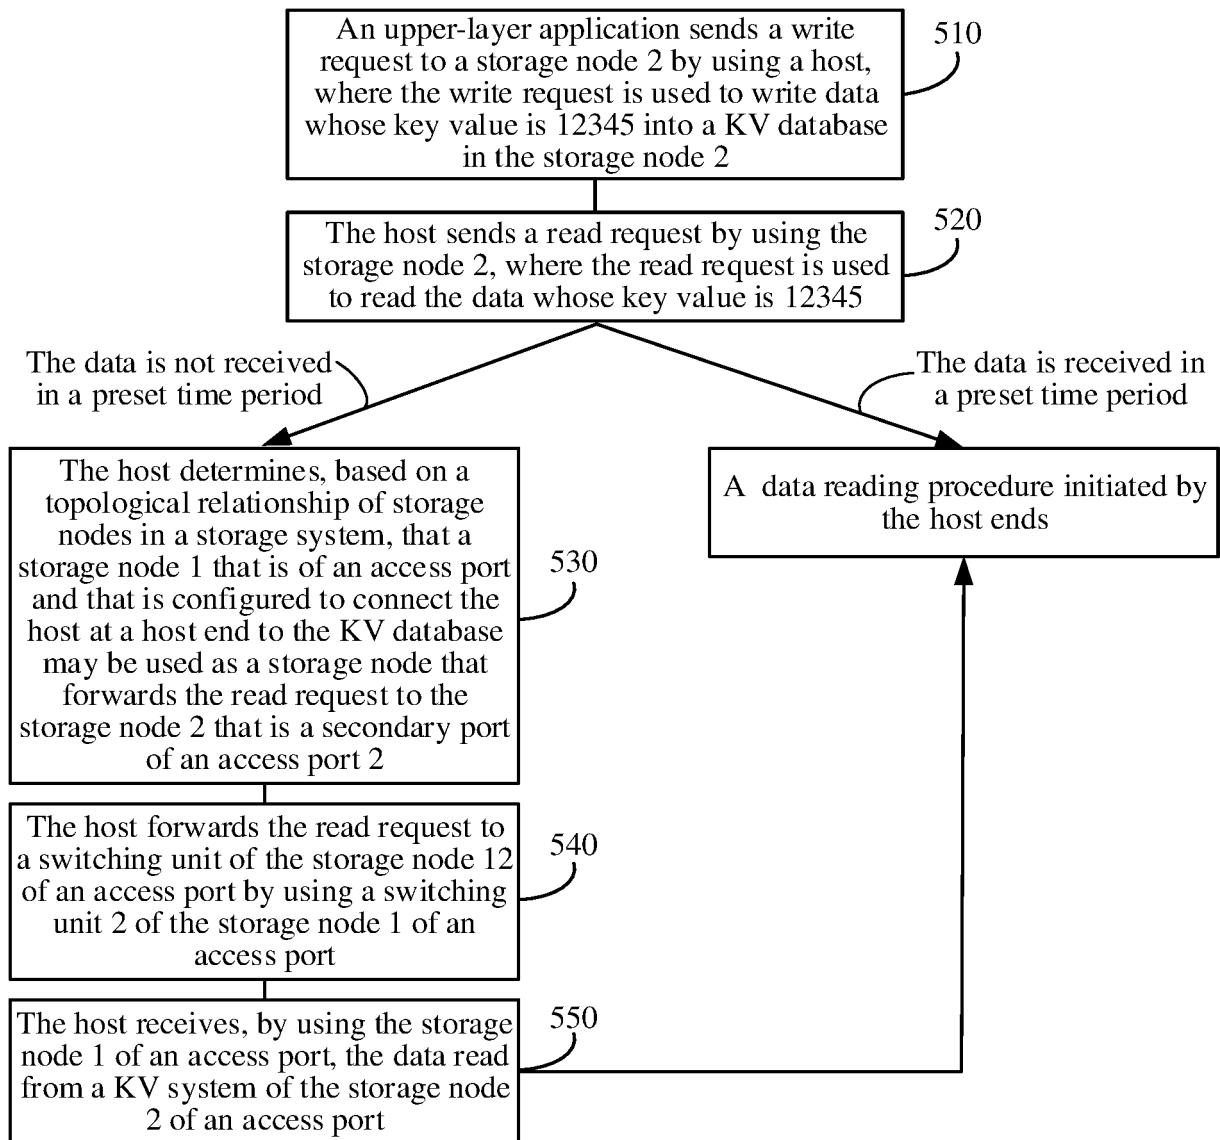 An upper-layer application sends a write
request to a storage node 2 by using a host,
where the write request is used to write data
whose key value is 12345 into a KV database
in the storage node 2
510
The host sends a read request by using the
storage node 2, where the read request is used
to read the data whose key value is 12345
520
The data is not received
in a preset time period
The data is received in
a preset time period
The host determines, based on a
topological relationship of storage
nodes in a storage system, that a
storage node 1 that is of an access port
and that is configured to connect the
host at a host end to the KV database
may be used as a storage node that
forwards the read request to the
storage node 2 that is a secondary port
of an access port 2
530
A data reading procedure initiated by
the host ends
The host forwards the read request to
a switching unit of the storage node 12
of an access port by using a switching
unit 2 of the storage node 1 of an
access port
540
The host receives, by using the storage
node 1 of an access port, the data read
from a KV system of the storage node
2 of an access port
550